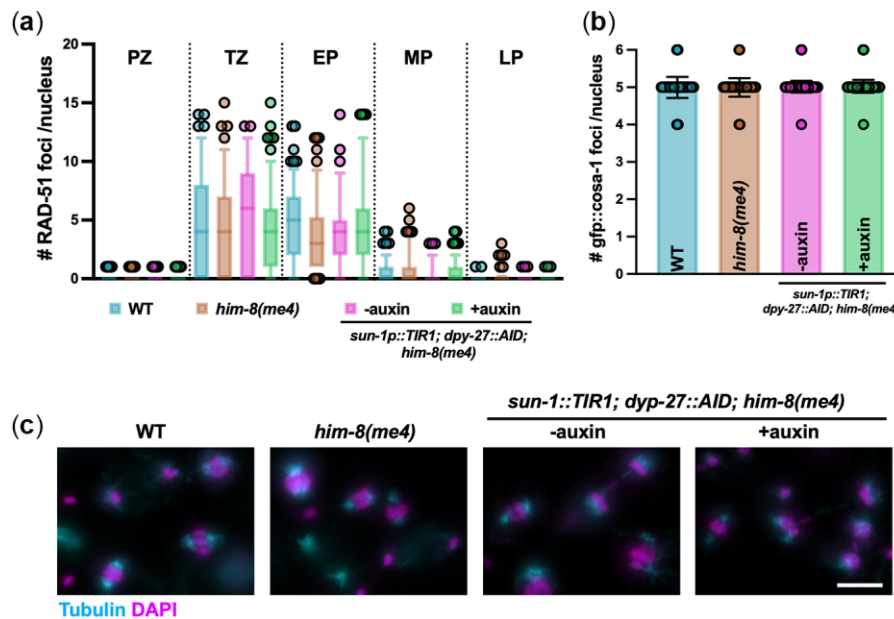 (a)
# RAD-51 foci /nucleus
20
15
10
5
0
PZ TZ EP MP LP
WT him-8(me4) -auxin +auxin
sun-1p::TIR1; dpy-27::AID;
him-8(me4)
(b)
# gfp::cosa-1 foci /nucleus
6
5
4
3
2
1
0
WT
him-8(me4)
-auxin
+auxin
sun-1p::TIR1;
dpy-27::AID; him-8(me4
(c)
sun-1::TIR1; dyp-27::AID; him-8(me4)
WT him-8(me4) -auxin +auxin
Tubulin DAPI